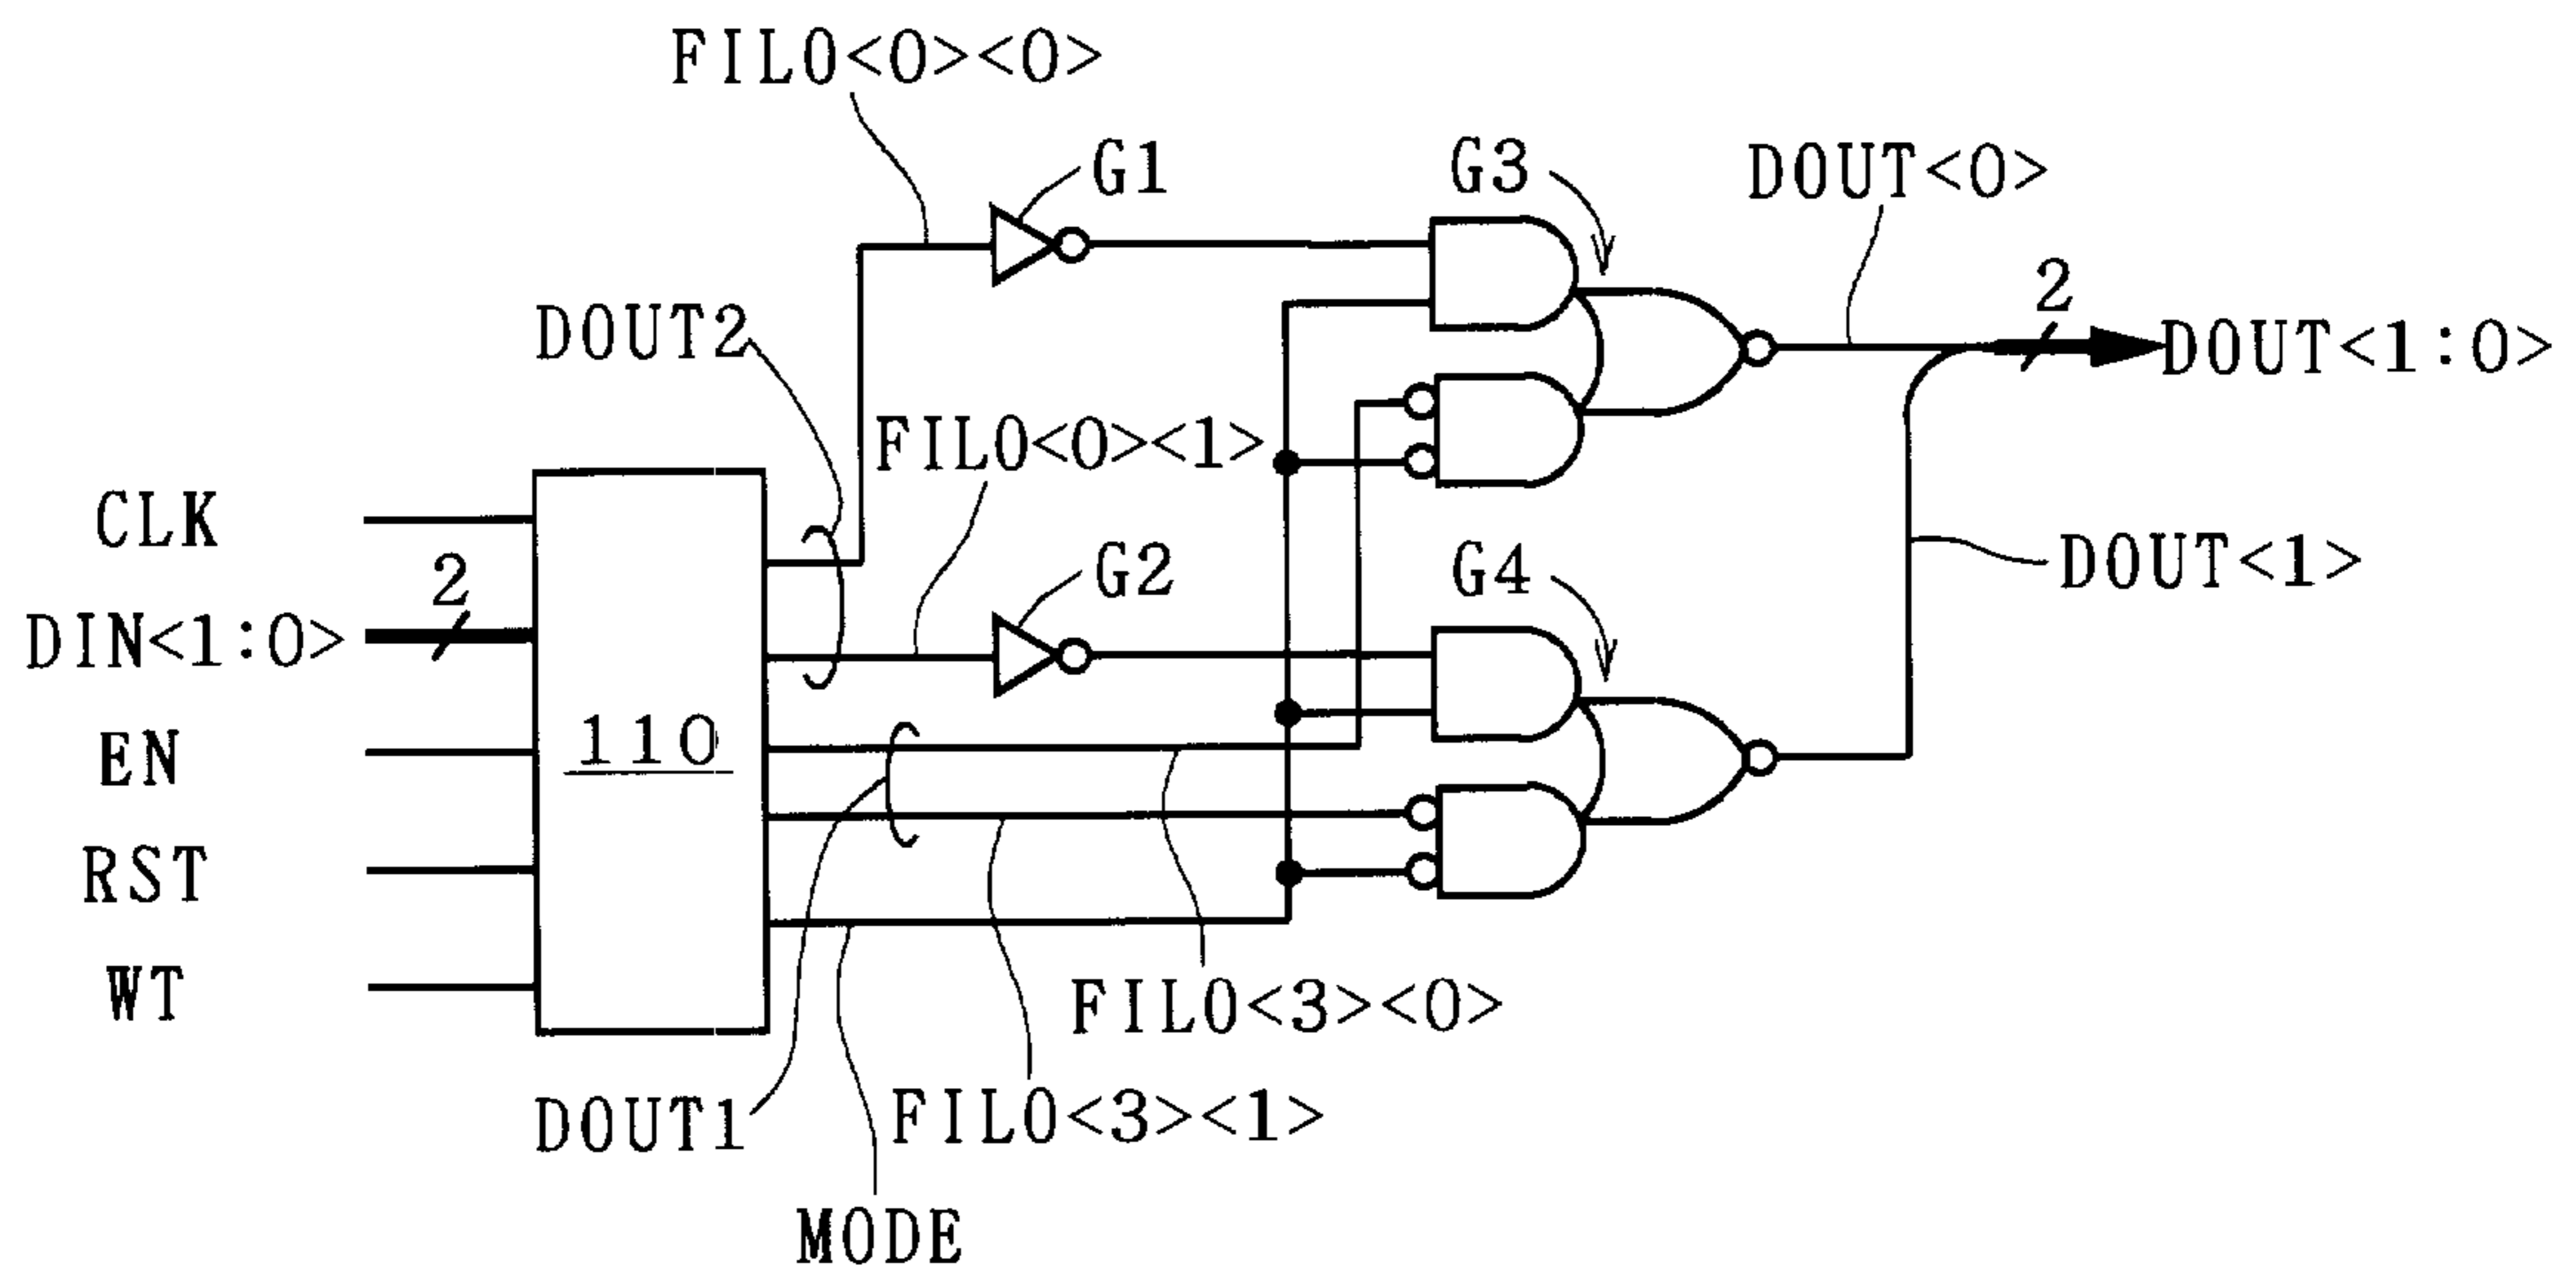 FILO<0><0>
G1
G3
DOUT<0>
DOUT2
2
DOUT<1:0>
FILO<0><1>
CLK
2
DIN<1:0>
G2
G4
DOUT<1>
EN
110
RST
WT
FILO<3><0>
DOUT1
FILO<3><1>
MODE